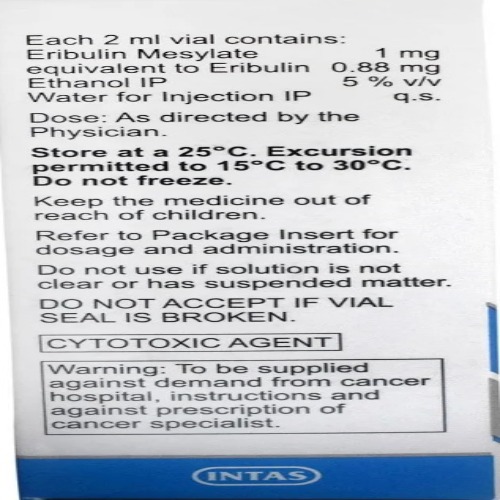 Each 2 ml vial contains:
Eribulin Mesylate 1 mg
equivalent to Eribulin 0.88 mg
Ethanol IP 5 % v/v
Water for Injection IP q.s.
Dose: As directed by the
Physician.
Store at a 25°C. Excursion
permitted to 15°C to 30°C.
Do not freeze.
Keep the medicine out of
reach of children.
Refer to Package Insert for
dosage and administration.
Do not use if solution is not
clear or has suspended matter.
DO NOT ACCEPT IF VIAL
SEAL IS BROKEN.
CYTOTOXIC AGENT
Warning: To be supplied
against demand from cancer
hospital, instructions and
against prescription of
cancer specialist.
INTAS